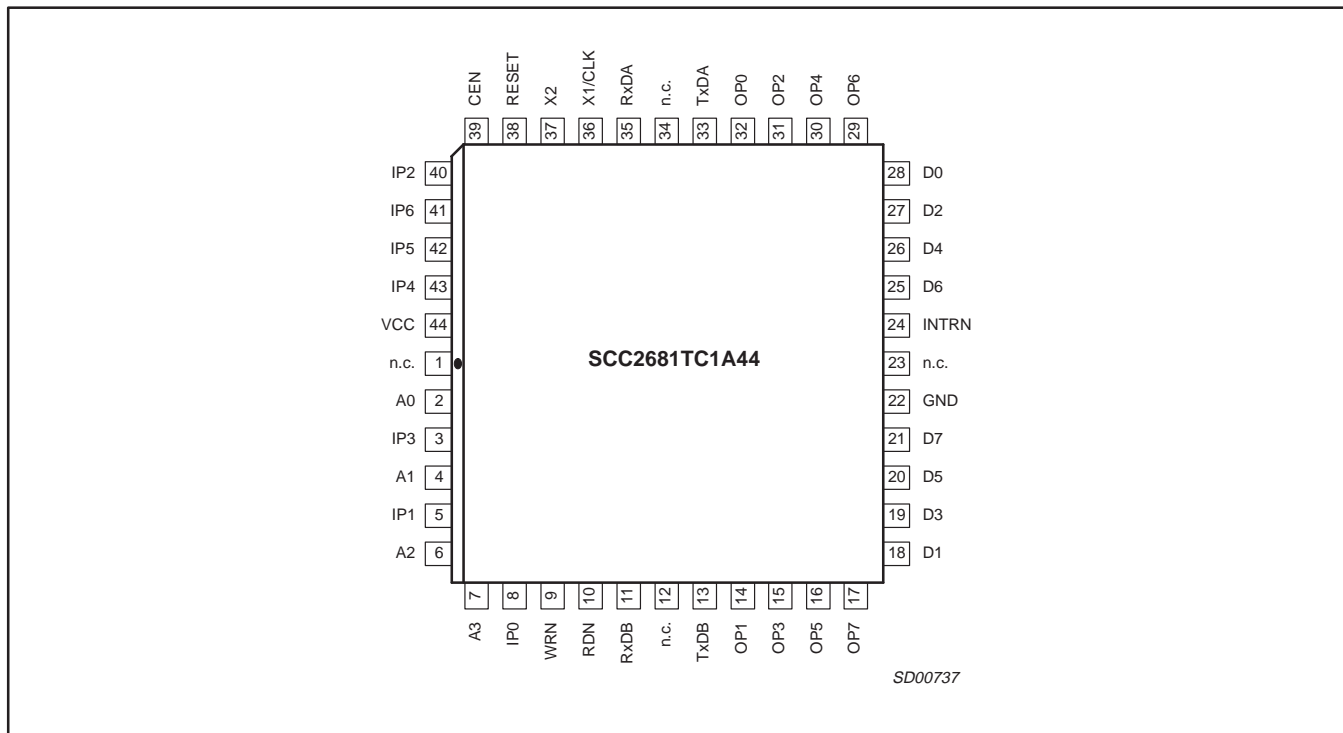 CEN RESET X2 X1/CLK RxDA n.c. TxDA OP0 OP2 OP4 OP6
39 38 37 36 35 34 33 32 31 30 29
IP2 40 28 D0
IP6 41 27 D2
IP5 42 26 D4
IP4 43 25 D6
VCC 44 24 INTRN
SCC2681TC1A44
n.c. 1 23 n.c.
A0 2 22 GND
IP3 3 21 D7
A1 4 20 D5
IP1 5 19 D3
A2 6 18 D1
7 8 9 10 11 12 13 14 15 16 17
A3 IP0 WRN RDN RxDB n.c. TxDB OP1 OP3 OP5 OP7
SD00737